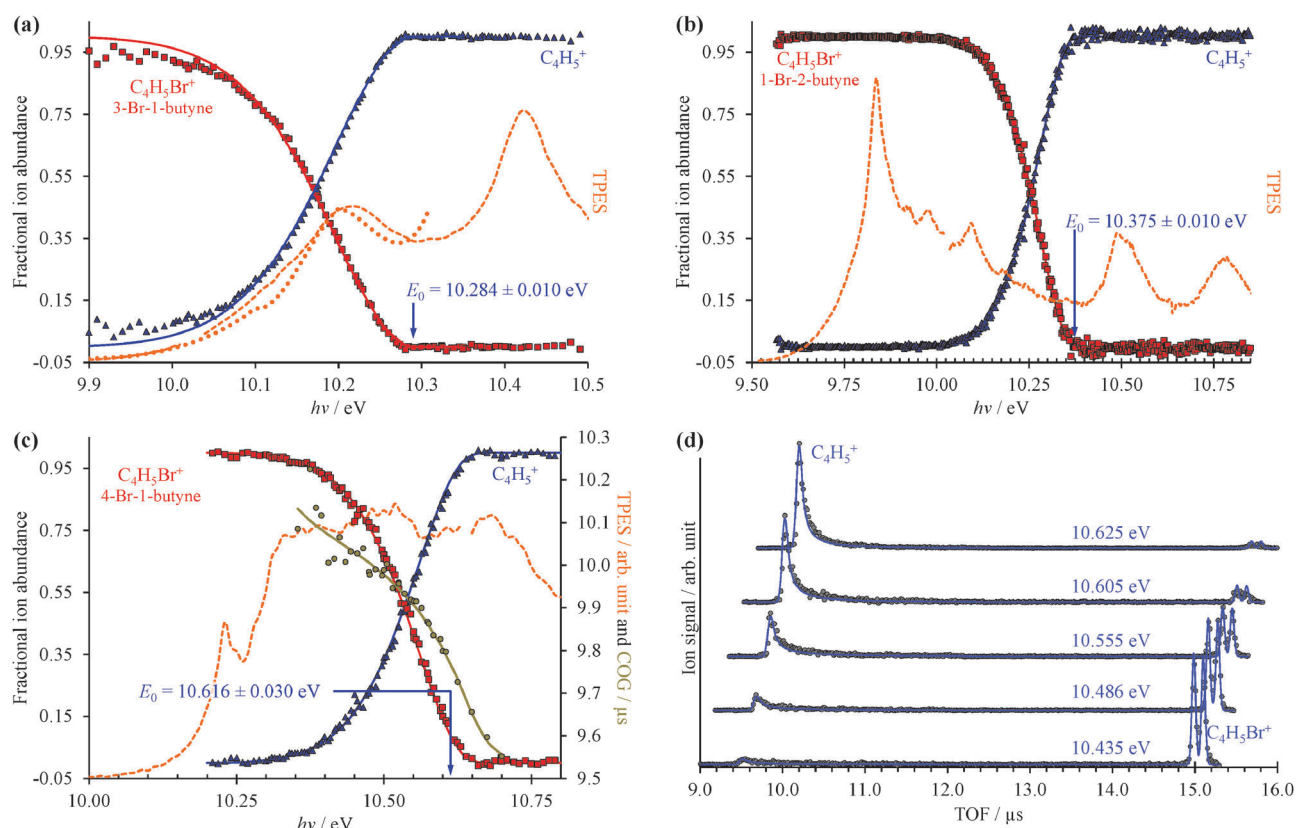 (a)
0.95
0.75
0.55
0.35
0.15
-0.05
Fractional ion abundance
C₄H₅Br⁺
3-Br-1-butyne
C₄H₅⁺
TPES
E₀ = 10.284 ± 0.010 eV
9.9
10.0
10.1
10.2
10.3
10.4
10.5
hν / eV
(b)
0.95
0.75
0.55
0.35
0.15
-0.05
Fractional ion abundance
C₄H₅Br⁺
1-Br-2-butyne
C₄H₅⁺
TPES
E₀ = 10.375 ± 0.010 eV
9.50
9.75
10.00
10.25
10.50
10.75
hν / eV
(c)
0.95
0.75
0.55
0.35
0.15
-0.05
Fractional ion abundance
C₄H₅Br⁺
4-Br-1-butyne
C₄H₅⁺
E₀ = 10.616 ± 0.030 eV
10.3
10.2
10.1
10.0
9.9
9.8
9.7
9.6
9.5
TPES / arb. unit and COG / µs
10.00
10.25
10.50
10.75
hν / eV
(d)
Ion signal / arb. unit
C₄H₅⁺
10.625 eV
10.605 eV
10.555 eV
10.486 eV
C₄H₅Br⁺
10.435 eV
9.0
10.0
11.0
12.0
13.0
14.0
15.0
16.0
TOF / µs